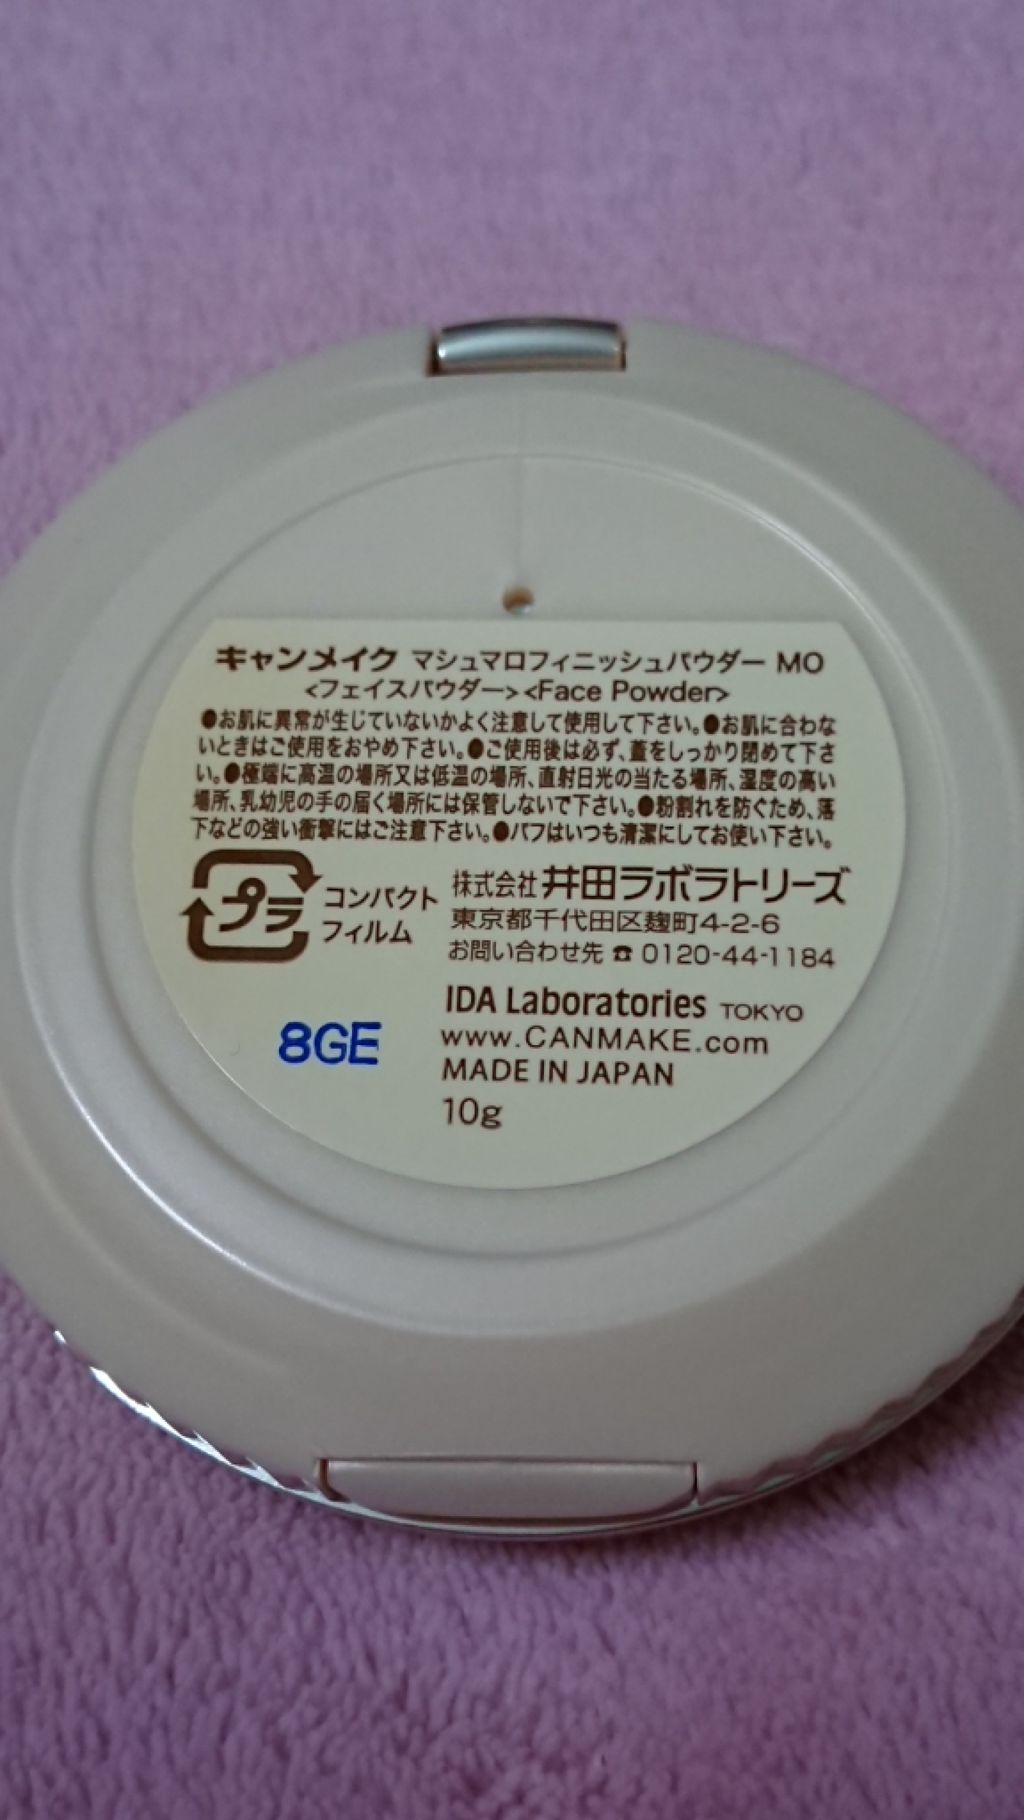 キャンメイク マシュマロフィニッシュパウダー MO
<フェイスパウダー><Face Powder>
●お肌に異常が生じていないかよく注意して使用して下さい。●お肌に合わな
いときはご使用をおやめ下さい。●ご使用後は必ず、蓋をしっかり閉めて下さ
い。●極端に高温の場所又は低温の場所、直射日光の当たる場所、湿度の高い
場所、乳幼児の手の届く場所には保管しないで下さい。●粉割れを防ぐため、落
下などの強い衝撃にはご注意下さい。●パフはいつも清潔にしてお使い下さい。
プラ
コンパクト
フィルム
株式会社 井田ラボラトリーズ
東京都千代田区麹町4-2-6
お問い合わせ先 ☎ 0120-44-1184
IDA Laboratories TOKYO
www.CANMAKE.com
MADE IN JAPAN
10g
8GE